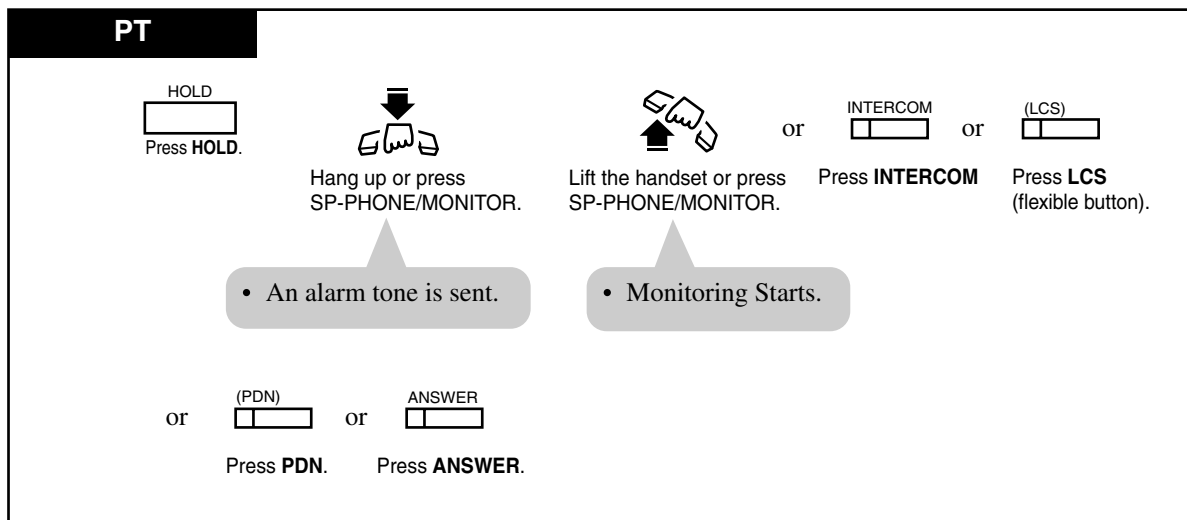 PT
HOLD
Press HOLD.
Hang up or press
SP-PHONE/MONITOR.
• An alarm tone is sent.
Lift the handset or press
SP-PHONE/MONITOR.
• Monitoring Starts.
or
INTERCOM
Press INTERCOM
or
(LCS)
Press LCS
(flexible button).
or
(PDN)
Press PDN.
or
ANSWER
Press ANSWER.